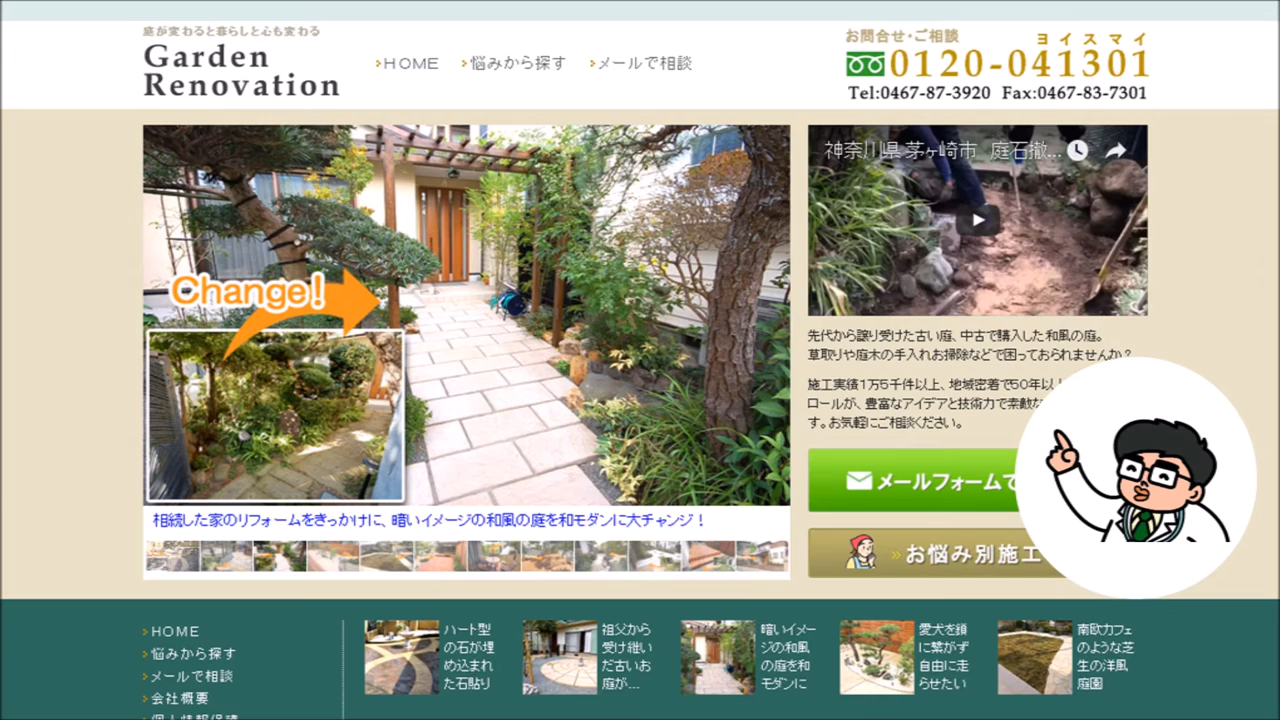 庭が変わると暮らしと心も変わる
Garden
Renovation
HOME
悩みから探す
メールで相談
お問合せ・ご相談
ヨイスマイ
0120-041301
Tel:0467-87-3920 Fax:0467-83-7301
Change!
神奈川県 茅ヶ崎市 庭石撤...
相続した家のリフォームをきっかけに、暗いイメージの和風の庭を和モダンに大チャンジ！
先代から譲り受けた古い庭、中古で購入した和風の庭。
草取りや庭木の手入れお掃除などで困っておられませんか？
施工実績1万5千件以上、地域密着で50年以
ロールが、豊富なアイデアと技術力で素敵な
す。お気軽にご相談ください。
メールフォームで
お悩み別施工
HOME
悩みから探す
メールで相談
会社概要
個人情報保護
ハート型
の石が埋
め込まれ
た石貼り
祖父から
受け継い
だ古いお
庭が...
暗いイメー
ジの和風
の庭を和
モダンに
愛犬を鎖
に繋がず
自由に走
らせたい
南欧カフェ
のような芝
生の洋風
庭園